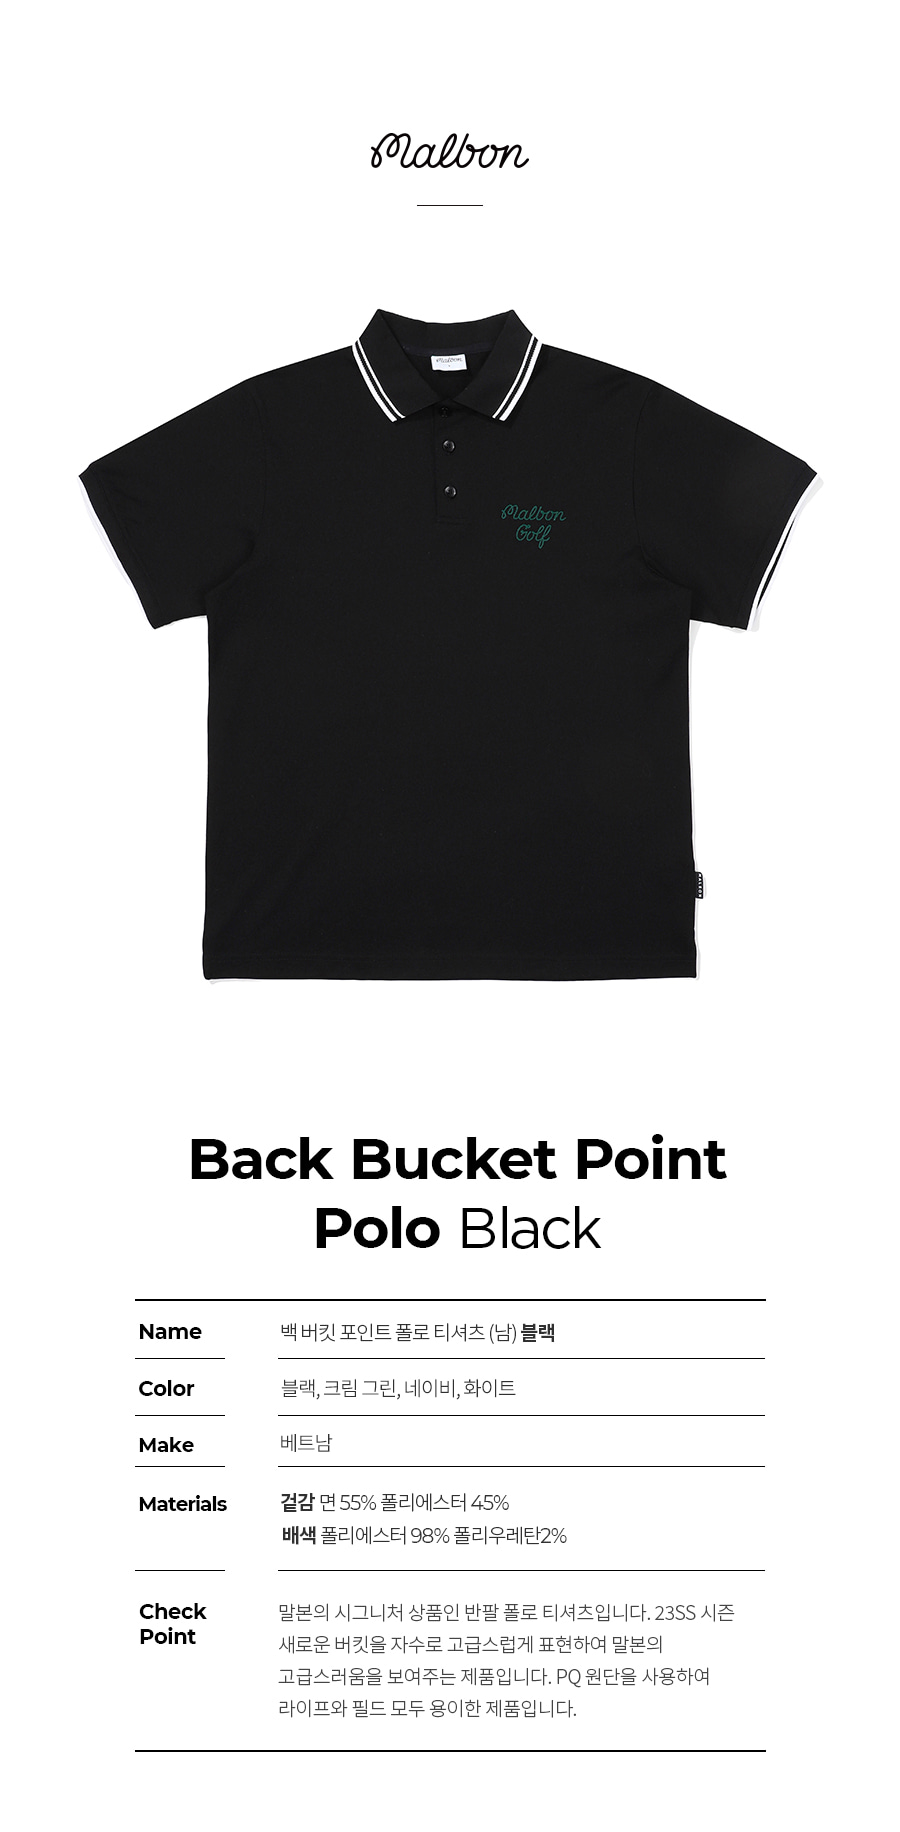 Malbon
Malbon
Malbon
Golf
MALBON
Back Bucket Point
Polo Black
Name 백 버킷 포인트 폴로 티셔츠 (남) 블랙
Color 블랙, 크림 그린, 네이비, 화이트
Make 베트남
Materials 겉감 면 55% 폴리에스터 45%
배색 폴리에스터 98% 폴리우레탄2%
Check Point
말본의 시그니처 상품인 반팔 폴로 티셔츠입니다. 23SS 시즌
새로운 버킷을 자수로 고급스럽게 표현하여 말본의
고급스러움을 보여주는 제품입니다. PQ 원단을 사용하여
라이프와 필드 모두 용이한 제품입니다.